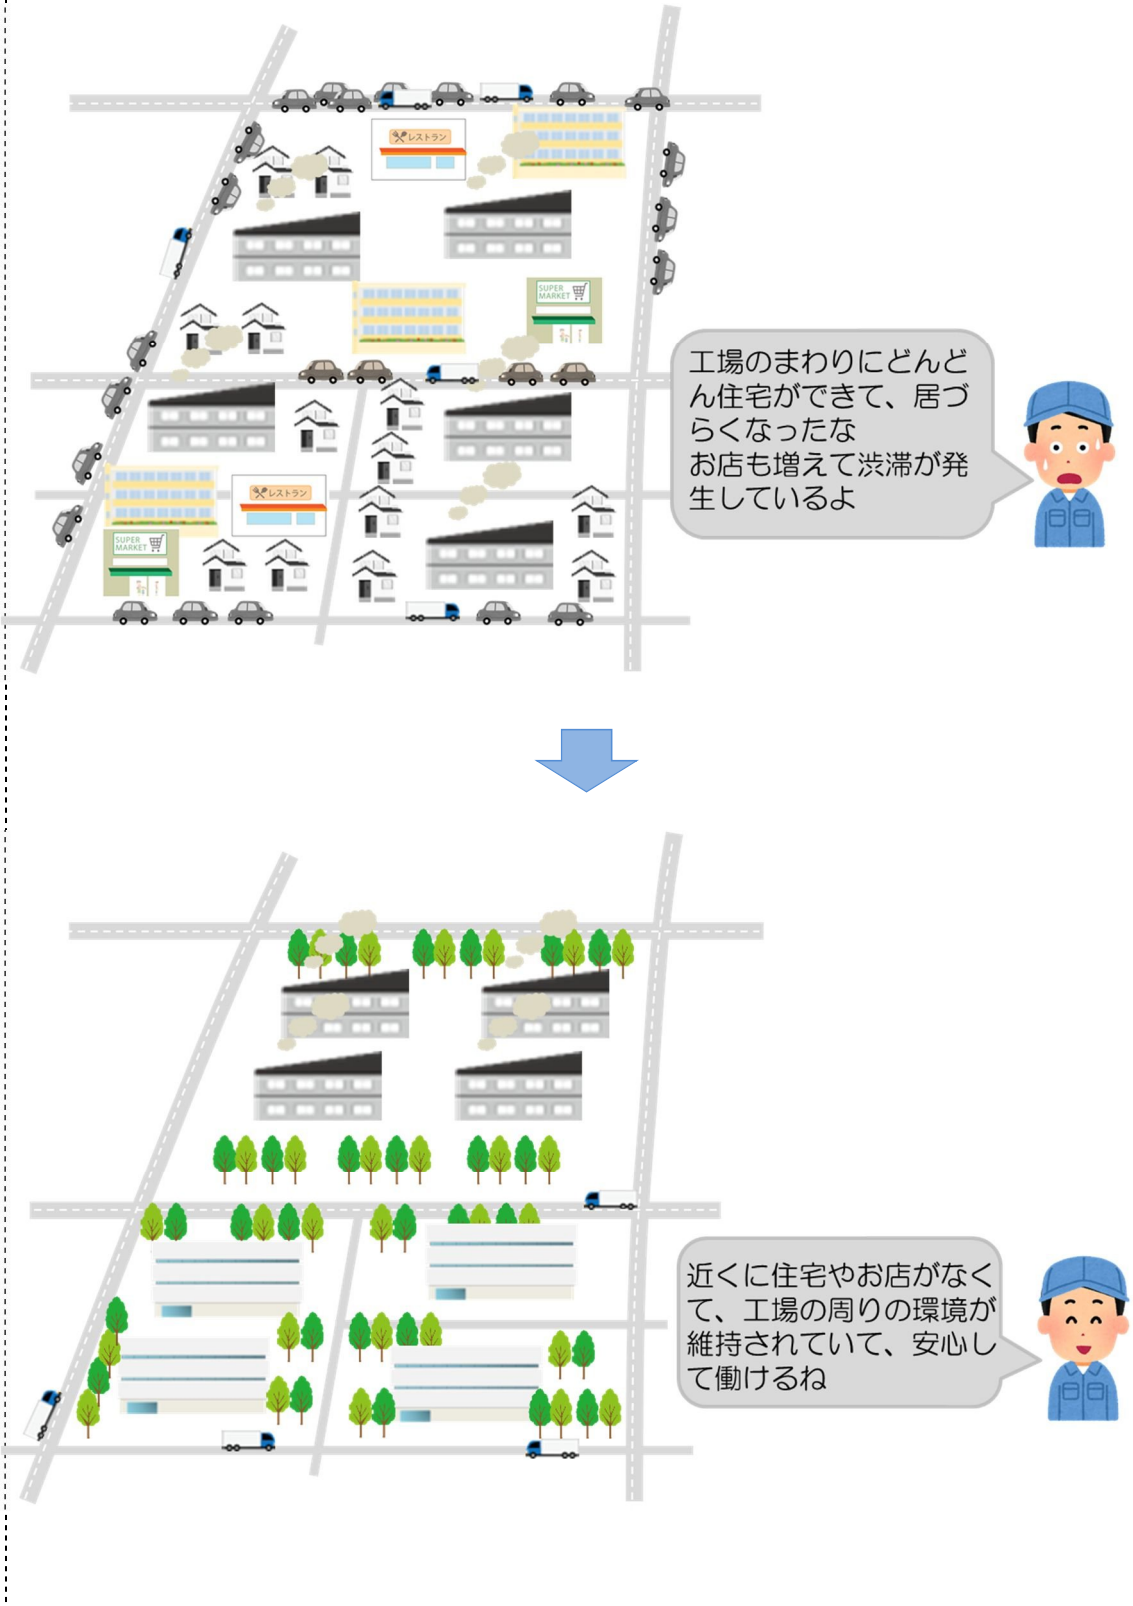 レストラン
SUPER
MARKET
工場のまわりにどんど
ん住宅ができて、居づ
らくなったな
お店も増えて渋滞が発
生しているよ
レストラン
SUPER
MARKET
近くに住宅やお店がなく
て、工場の周りの環境が
維持されていて、安心し
て働けるね